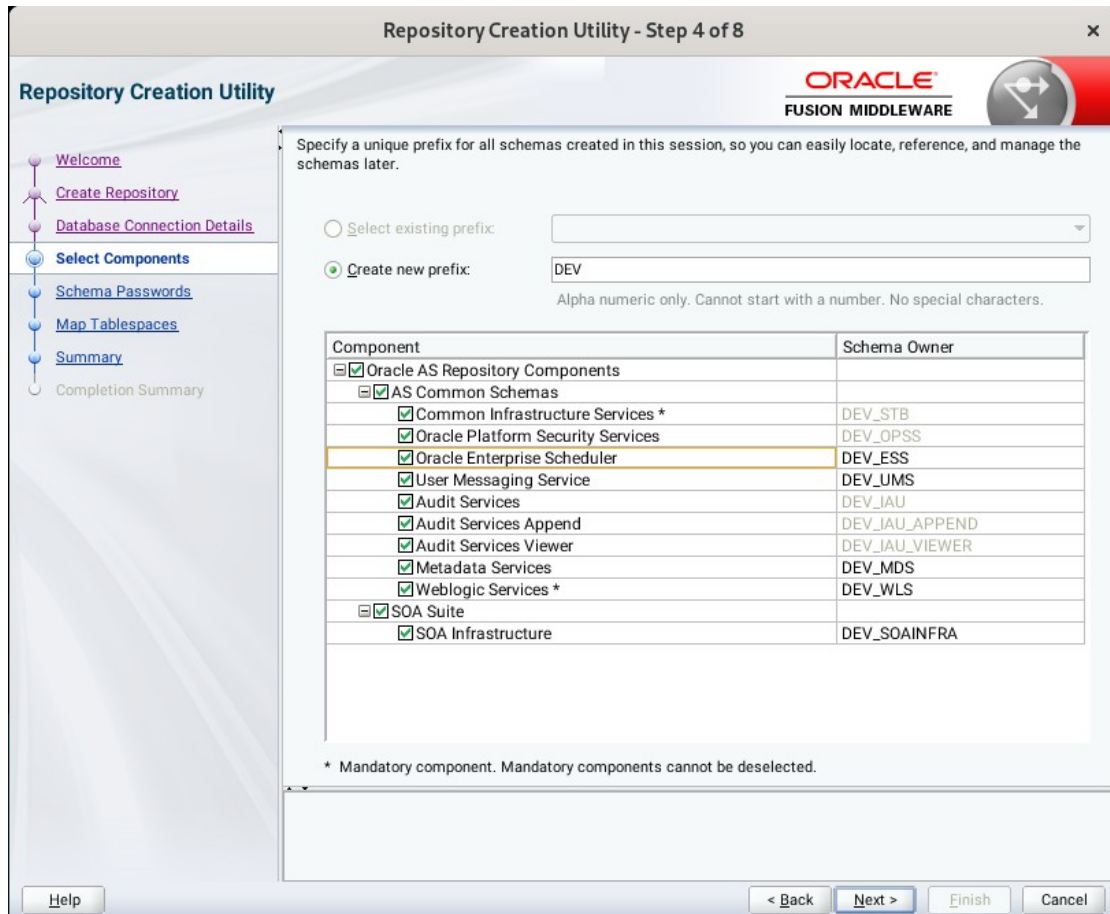 Repository Creation Utility - Step 4 of 8
×
Repository Creation Utility
ORACLE
FUSION MIDDLEWARE
Welcome
Create Repository
Database Connection Details
Select Components
Schema Passwords
Map Tablespaces
Summary
Completion Summary
Specify a unique prefix for all schemas created in this session, so you can easily locate, reference, and manage the
schemas later.
Select existing prefix:
Create new prefix: DEV
Alpha numeric only. Cannot start with a number. No special characters.
Component Schema Owner
Oracle AS Repository Components
AS Common Schemas
Common Infrastructure Services * DEV_STB
Oracle Platform Security Services DEV_OPSS
Oracle Enterprise Scheduler DEV_ESS
User Messaging Service DEV_UMS
Audit Services DEV_IAU
Audit Services Append DEV_IAU_APPEND
Audit Services Viewer DEV_IAU_VIEWER
Metadata Services DEV_MDS
Weblogic Services * DEV_WLS
SOA Suite
SOA Infrastructure DEV_SOAINFRA
* Mandatory component. Mandatory components cannot be deselected.
Help < Back Next > Finish Cancel